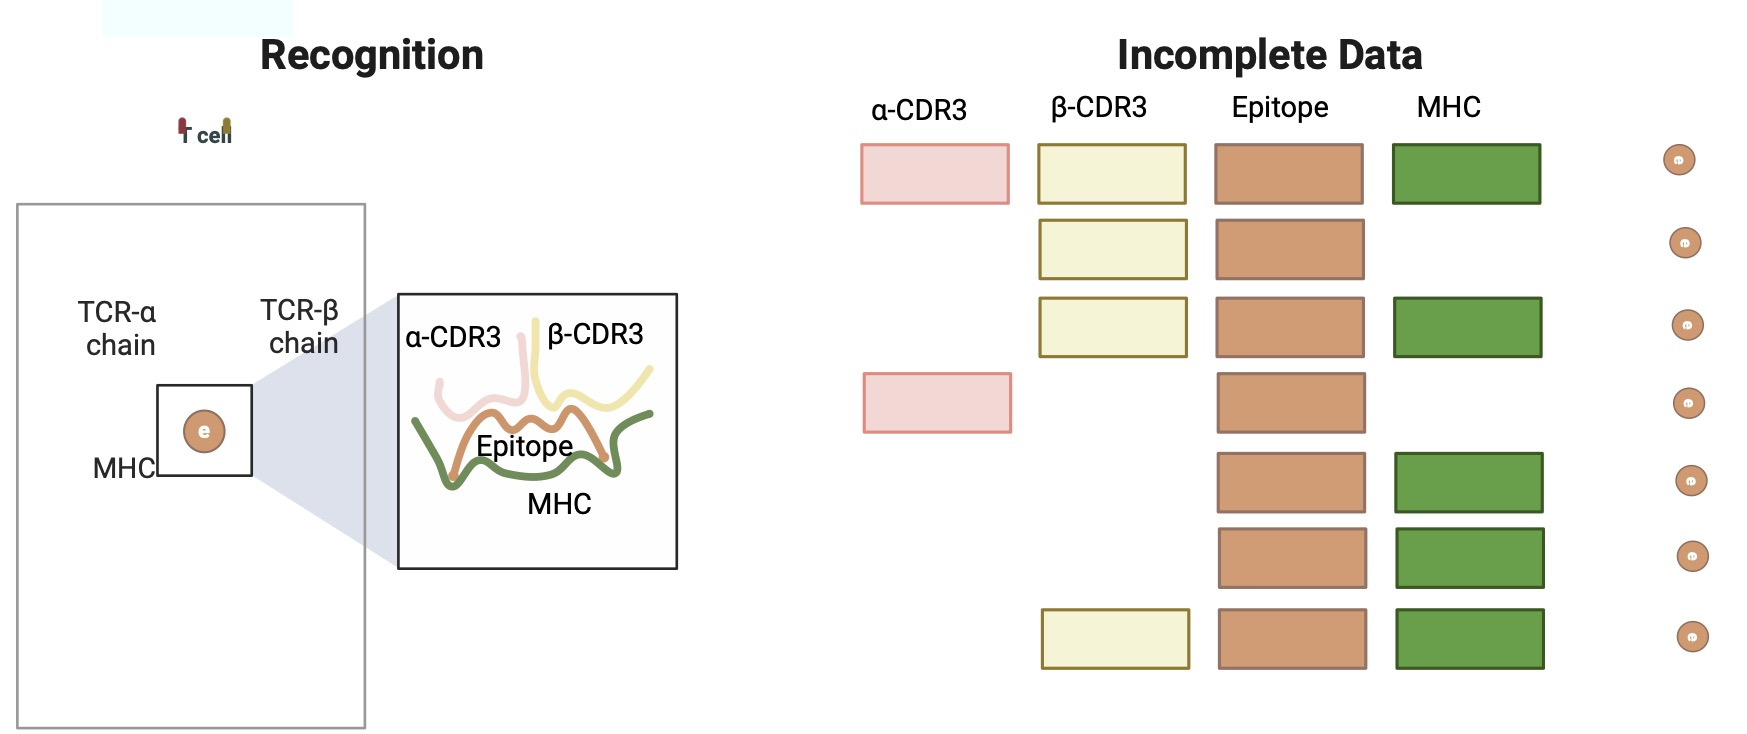 Recognition
T cell
TCR-α
chain
TCR-β
chain
e
MHC
α-CDR3
β-CDR3
Epitope
MHC
Incomplete Data
α-CDR3
β-CDR3
Epitope
MHC
e
e
e
e
e
e
e